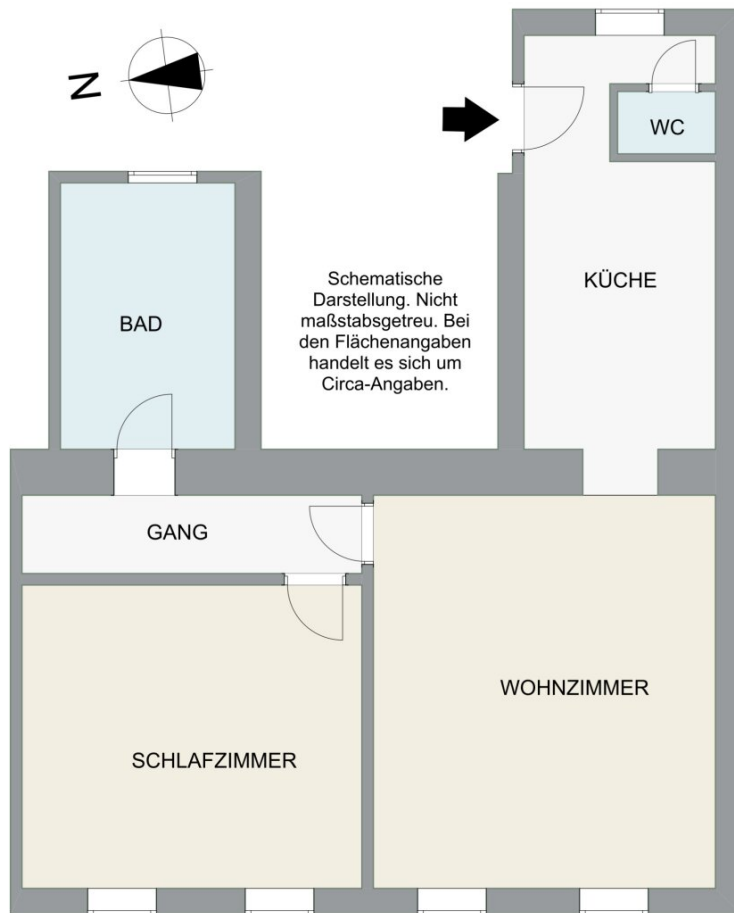 N
WC
KÜCHE
Schematische
Darstellung. Nicht
maßstabsgetreu. Bei
den Flächenangaben
handelt es sich um
Circa-Angaben.
BAD
GANG
WOHNZIMMER
SCHLAFZIMMER